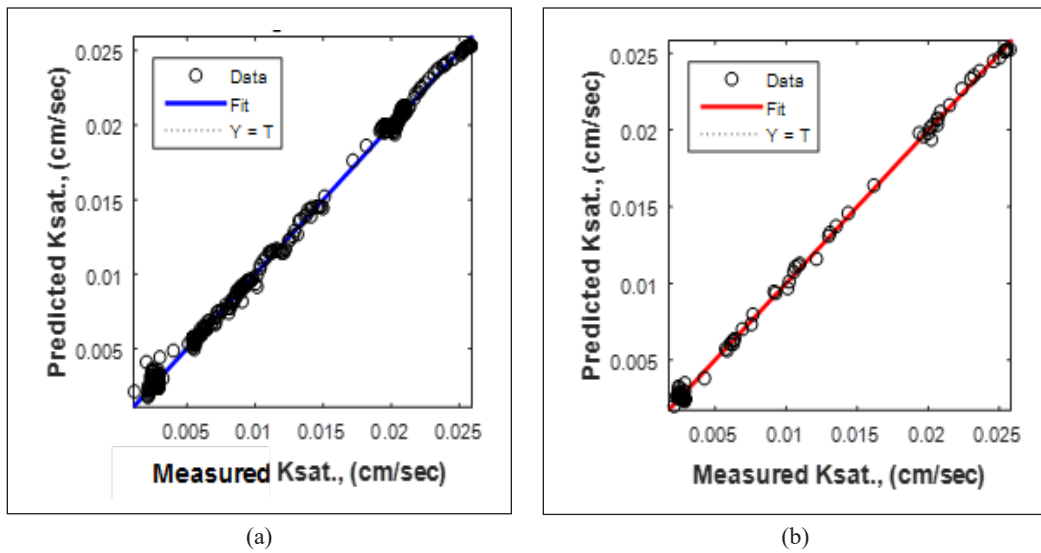 Predicted Ksat., (cm/sec)
0.025
0.02
0.015
0.01
0.005
Data
Fit
Y = T
0.005 0.01 0.015 0.02 0.025
Measured Ksat., (cm/sec)
(a)
Predicted Ksat., (cm/sec)
0.025
0.02
0.015
0.01
0.005
Data
Fit
Y = T
0.005 0.01 0.015 0.02 0.025
Measured Ksat., (cm/sec)
(b)